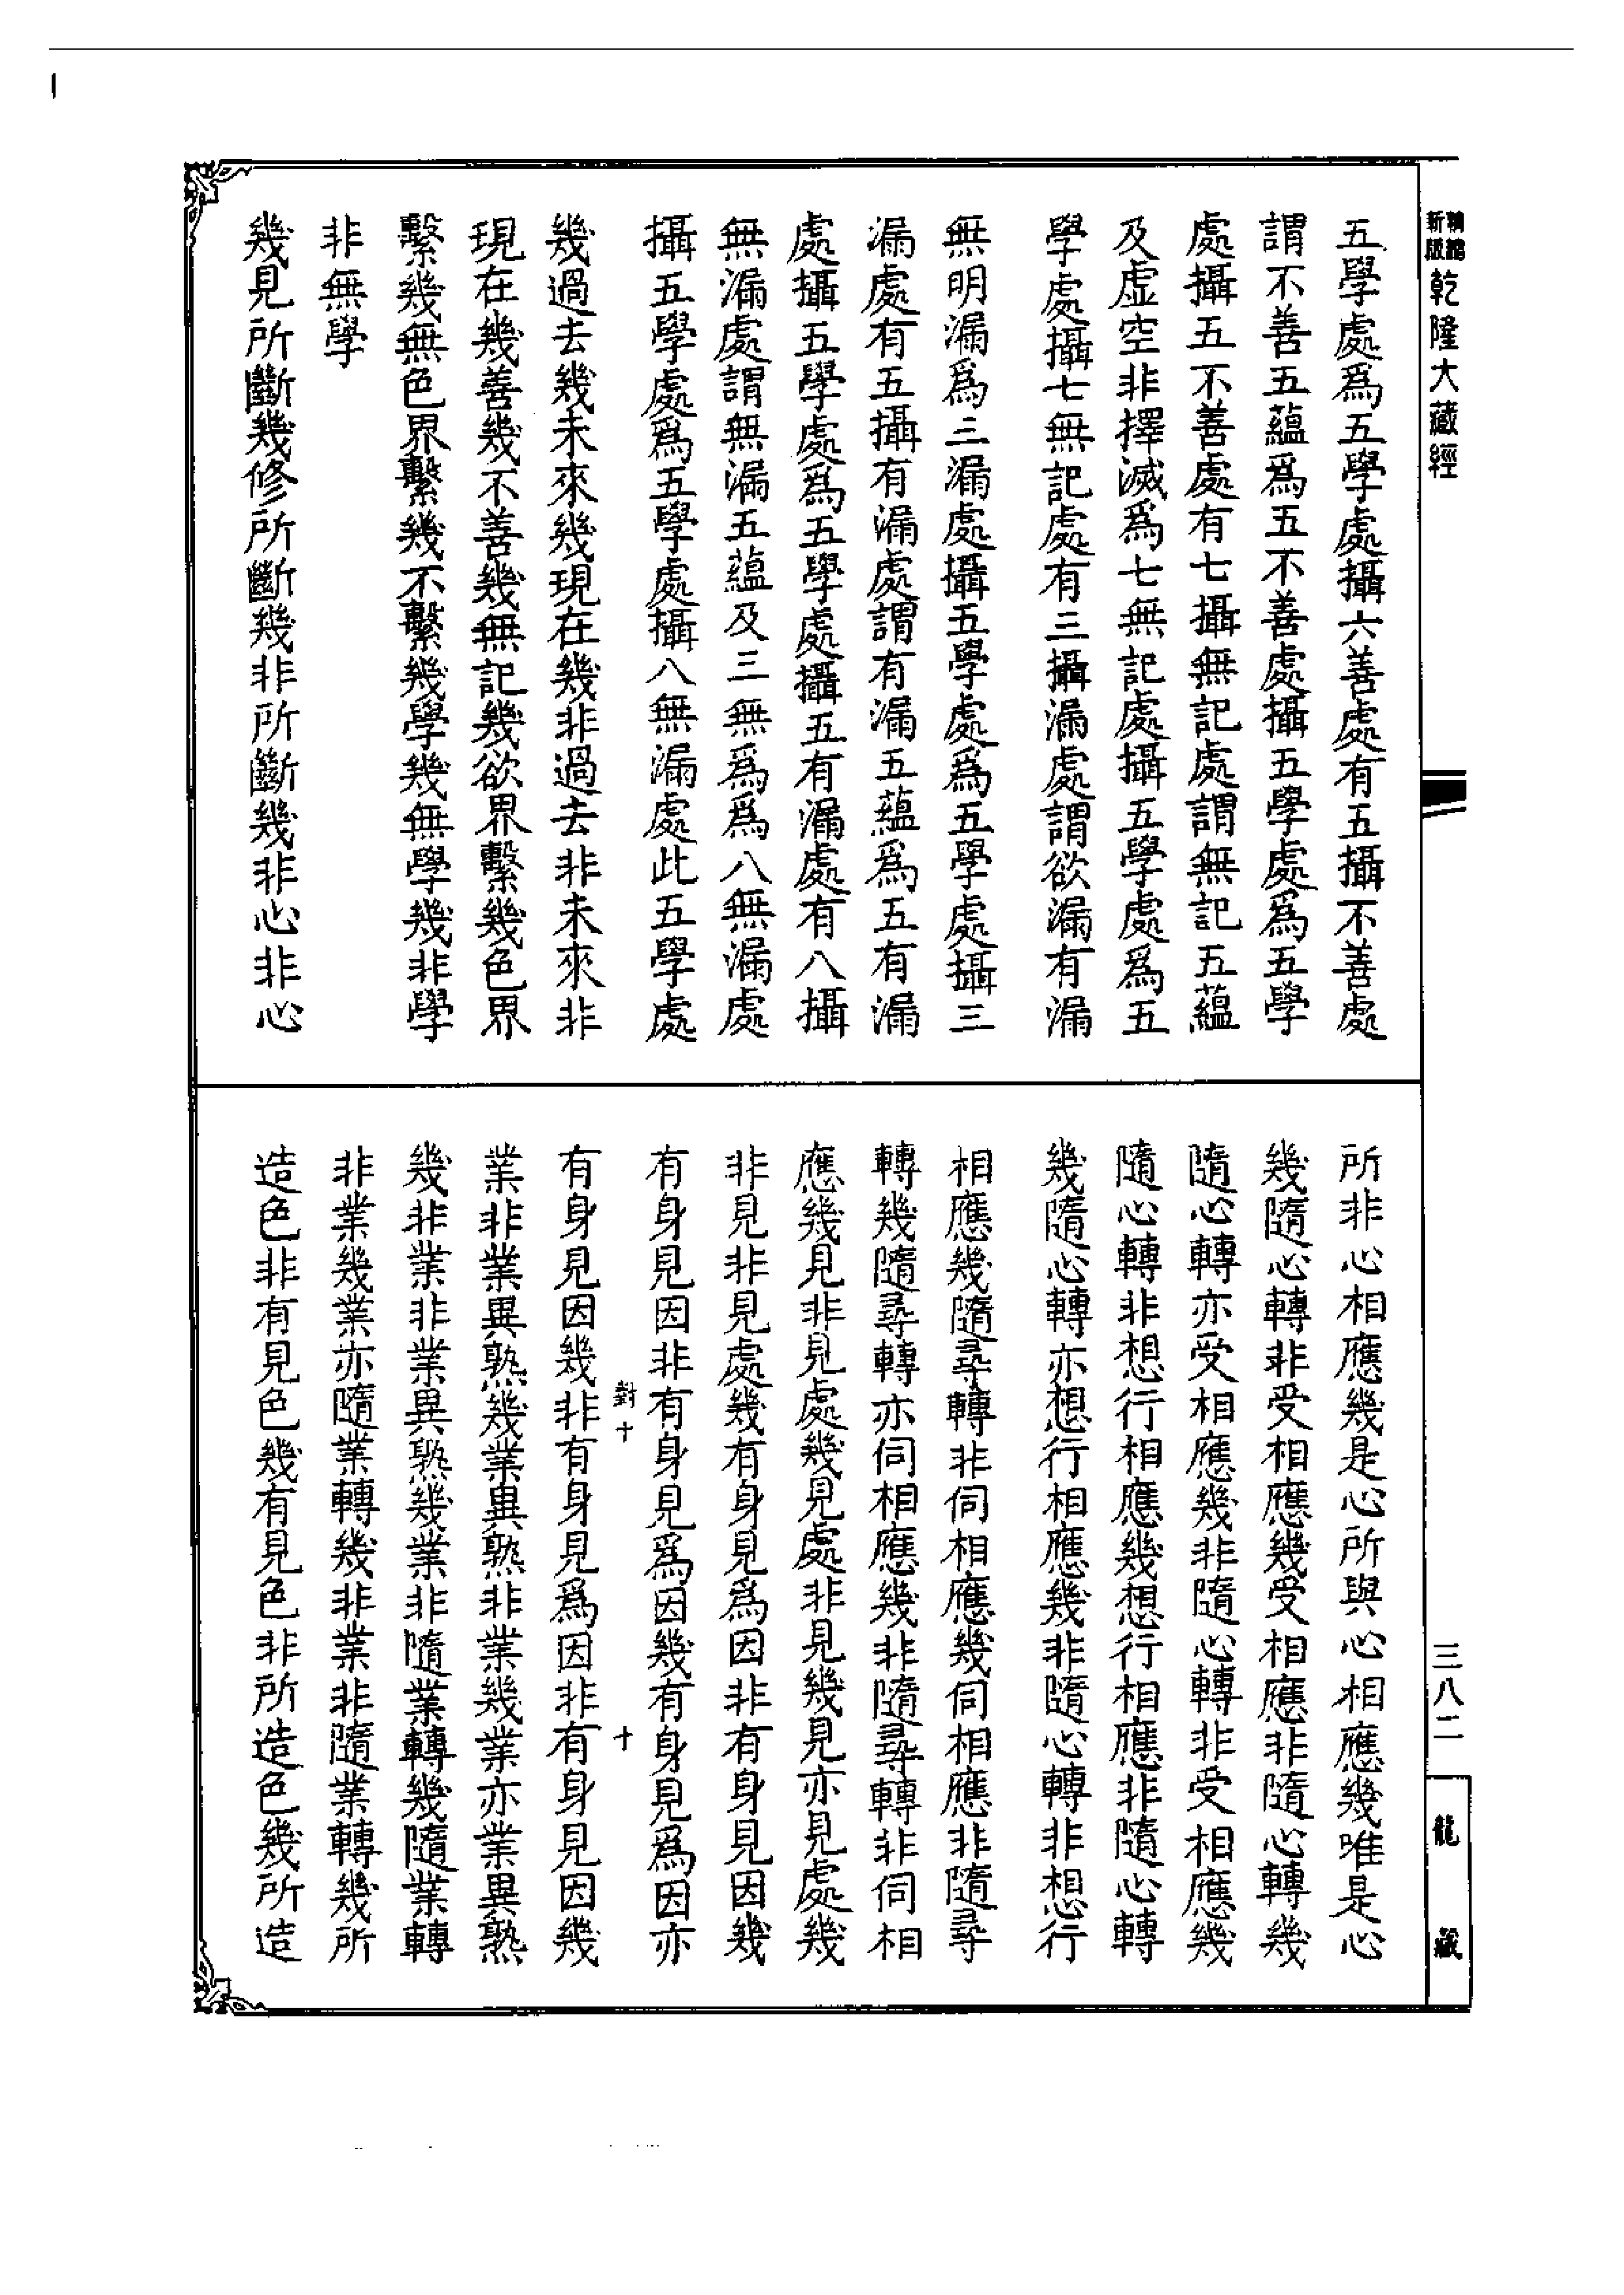 精縮
新版
乾隆大藏經
五學處爲五學處攝六善處有五攝不善處
謂不善五蘊爲五不善處攝五學處爲五學
處攝五不善處有七攝無記處謂無記五蘊
及虛空非擇滅爲七無記處攝五學處爲五
學處攝七無記處有三攝漏處謂欲漏有漏
無明漏爲三漏處攝五學處爲五學處攝三
漏處有五攝有漏處謂有漏五蘊爲五有漏
處攝五學處爲五學處攝五有漏處有八攝
無漏處謂無漏五蘊及三無爲爲八無漏處
攝五學處爲五學處攝八無漏處此五學處
幾過去幾未來幾現在幾非過去非未來非
現在幾善幾不善幾無記幾欲界繫幾色界
繫幾無色界繫幾不繫幾學幾無學幾非學
非無學
幾見所斷幾修所斷幾非所斷幾非心非心
所非心相應幾是心所與心相應幾唯是心
幾隨心轉非受相應幾受相應非隨心轉幾
隨心轉亦受相應幾非隨心轉非受相應幾
隨心轉非想行相應幾想行相應非隨心轉
幾隨心轉亦想行相應幾非隨心轉非想行
相應幾隨尋轉非伺相應幾伺相應非隨尋
轉幾隨尋轉亦伺相應幾非隨尋轉非伺相
應幾見非見處幾見處非見幾見亦見處幾
非見非見處幾有身見爲因非有身見因幾
有身見因非有身見爲因幾有身見爲因亦
對十
十
有身見因幾非有身見爲因非有身見因幾
業非業異熟幾業異熟非業幾業亦業異熟
幾非業非業異熟幾業非隨業轉幾隨業轉
非業幾業亦隨業轉幾非業非隨業轉幾所
造色非有見色幾有見色非所造色幾所造
三八二
龍藏